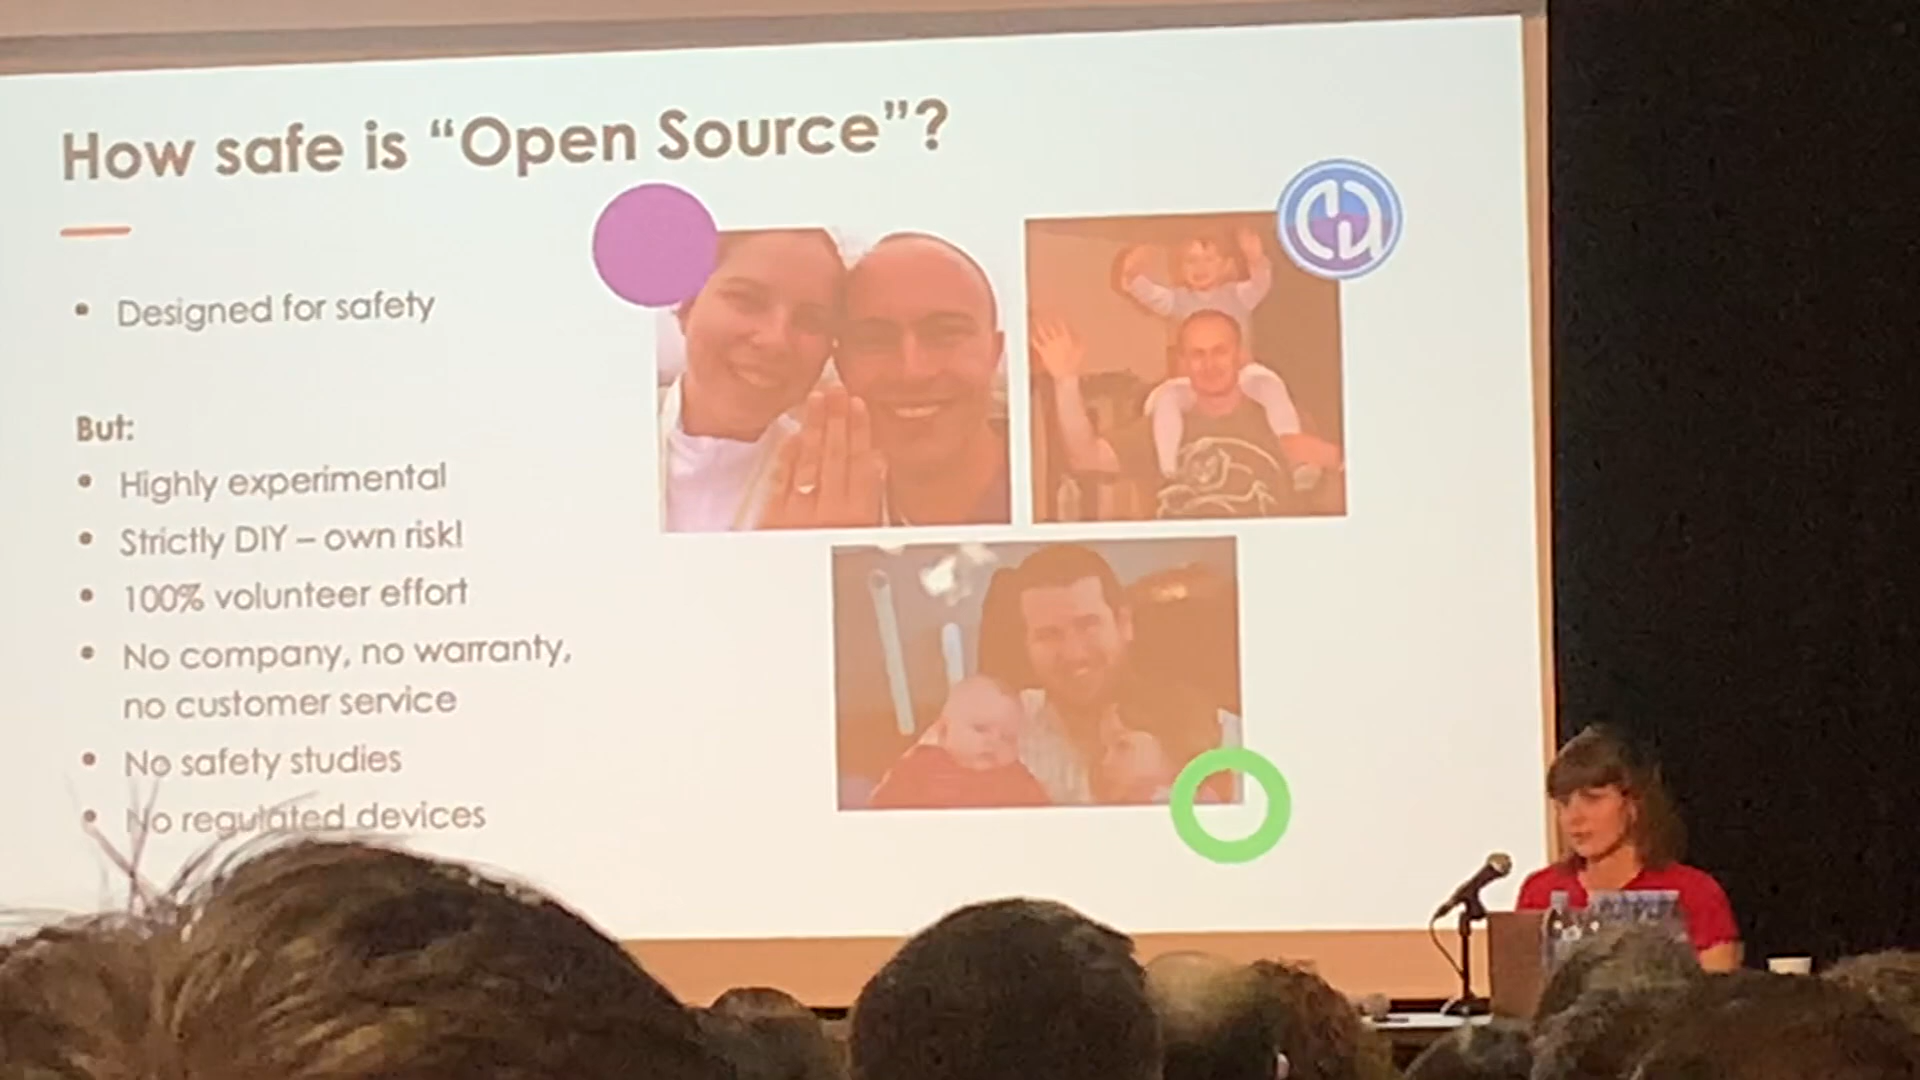 How safe is “Open Source”?
• Designed for safety
But:
• Highly experimental
• Strictly DIY – own risk!
• 100% volunteer effort
• No company, no warranty,
no customer service
• No safety studies
• No regulated devices